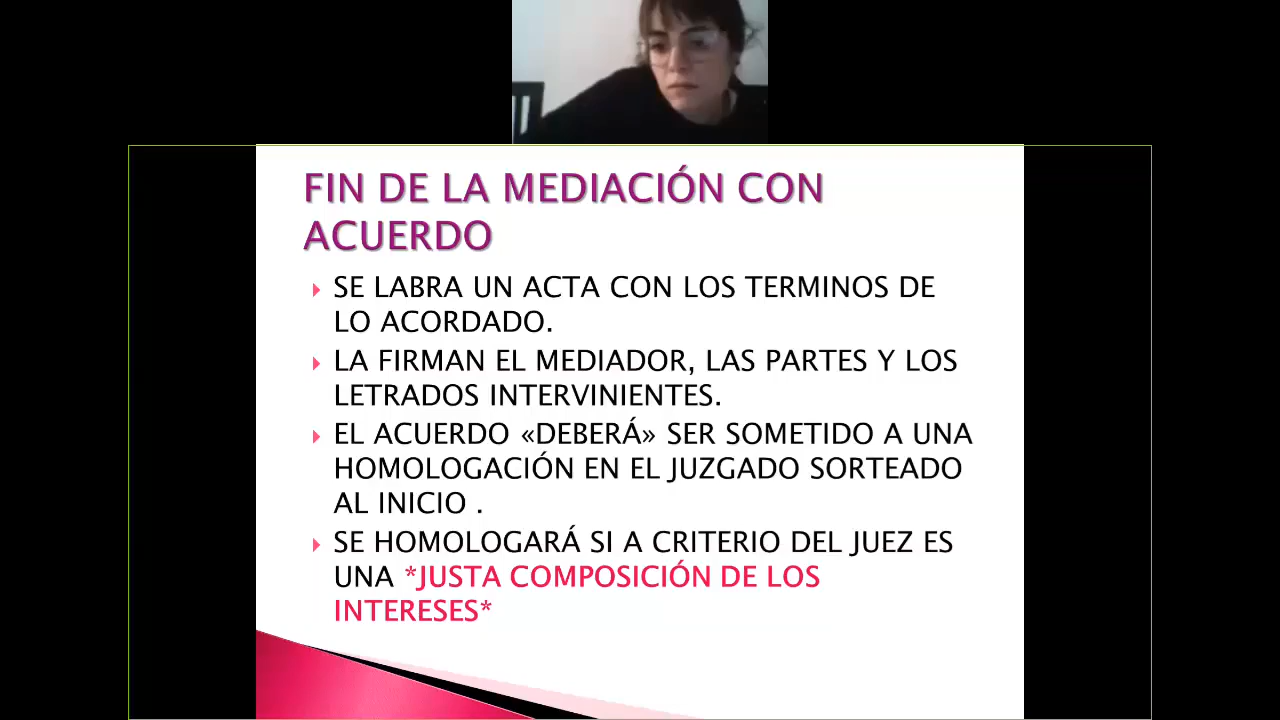 FIN DE LA MEDIACIÓN CON
ACUERDO
SE LABRA UN ACTA CON LOS TERMINOS DE
LO ACORDADO.
LA FIRMAN EL MEDIADOR, LAS PARTES Y LOS
LETRADOS INTERVINIENTES.
EL ACUERDO «DEBERÁ» SER SOMETIDO A UNA
HOMOLOGACIÓN EN EL JUZGADO SORTEADO
AL INICIO .
SE HOMOLOGARÁ SI A CRITERIO DEL JUEZ ES
UNA *JUSTA COMPOSICIÓN DE LOS
INTERESES*